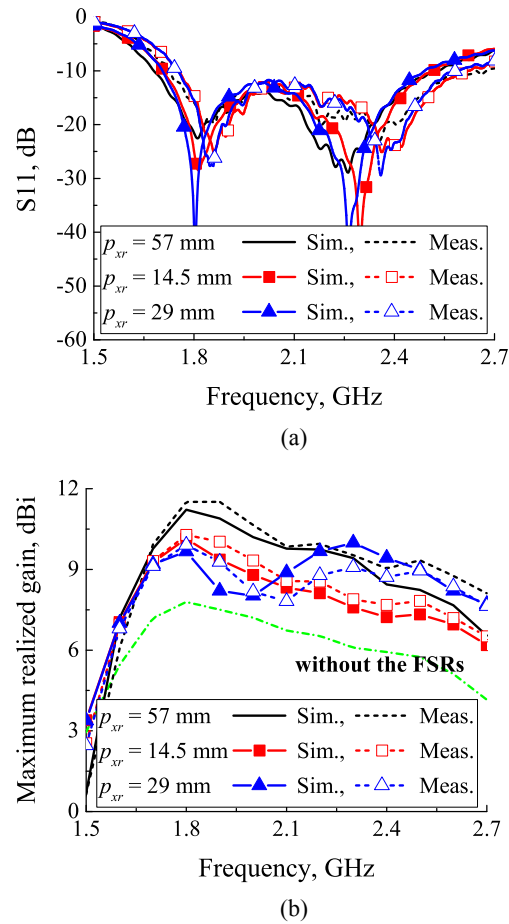 0
-10
-20
-30
-40
-50
-60
S11, dB
p_xr = 57 mm Sim., Meas.
p_xr = 14.5 mm Sim., Meas.
p_xr = 29 mm Sim., Meas.
1.5 1.8 2.1 2.4 2.7
Frequency, GHz
(a)
12
9
6
3
0
Maximum realized gain, dBi
without the FSRs
p_xr = 57 mm Sim., Meas.
p_xr = 14.5 mm Sim., Meas.
p_xr = 29 mm Sim., Meas.
1.5 1.8 2.1 2.4 2.7
Frequency, GHz
(b)